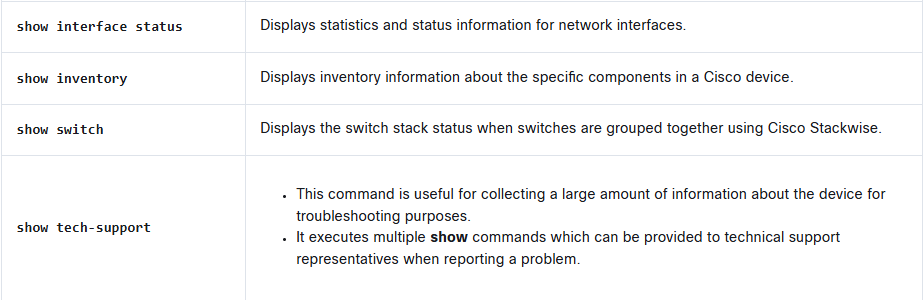 show interface status
Displays statistics and status information for network interfaces.
show inventory
Displays inventory information about the specific components in a Cisco device.
show switch
Displays the switch stack status when switches are grouped together using Cisco Stackwise.
show tech-support
• This command is useful for collecting a large amount of information about the device for
troubleshooting purposes.
• It executes multiple show commands which can be provided to technical support
representatives when reporting a problem.